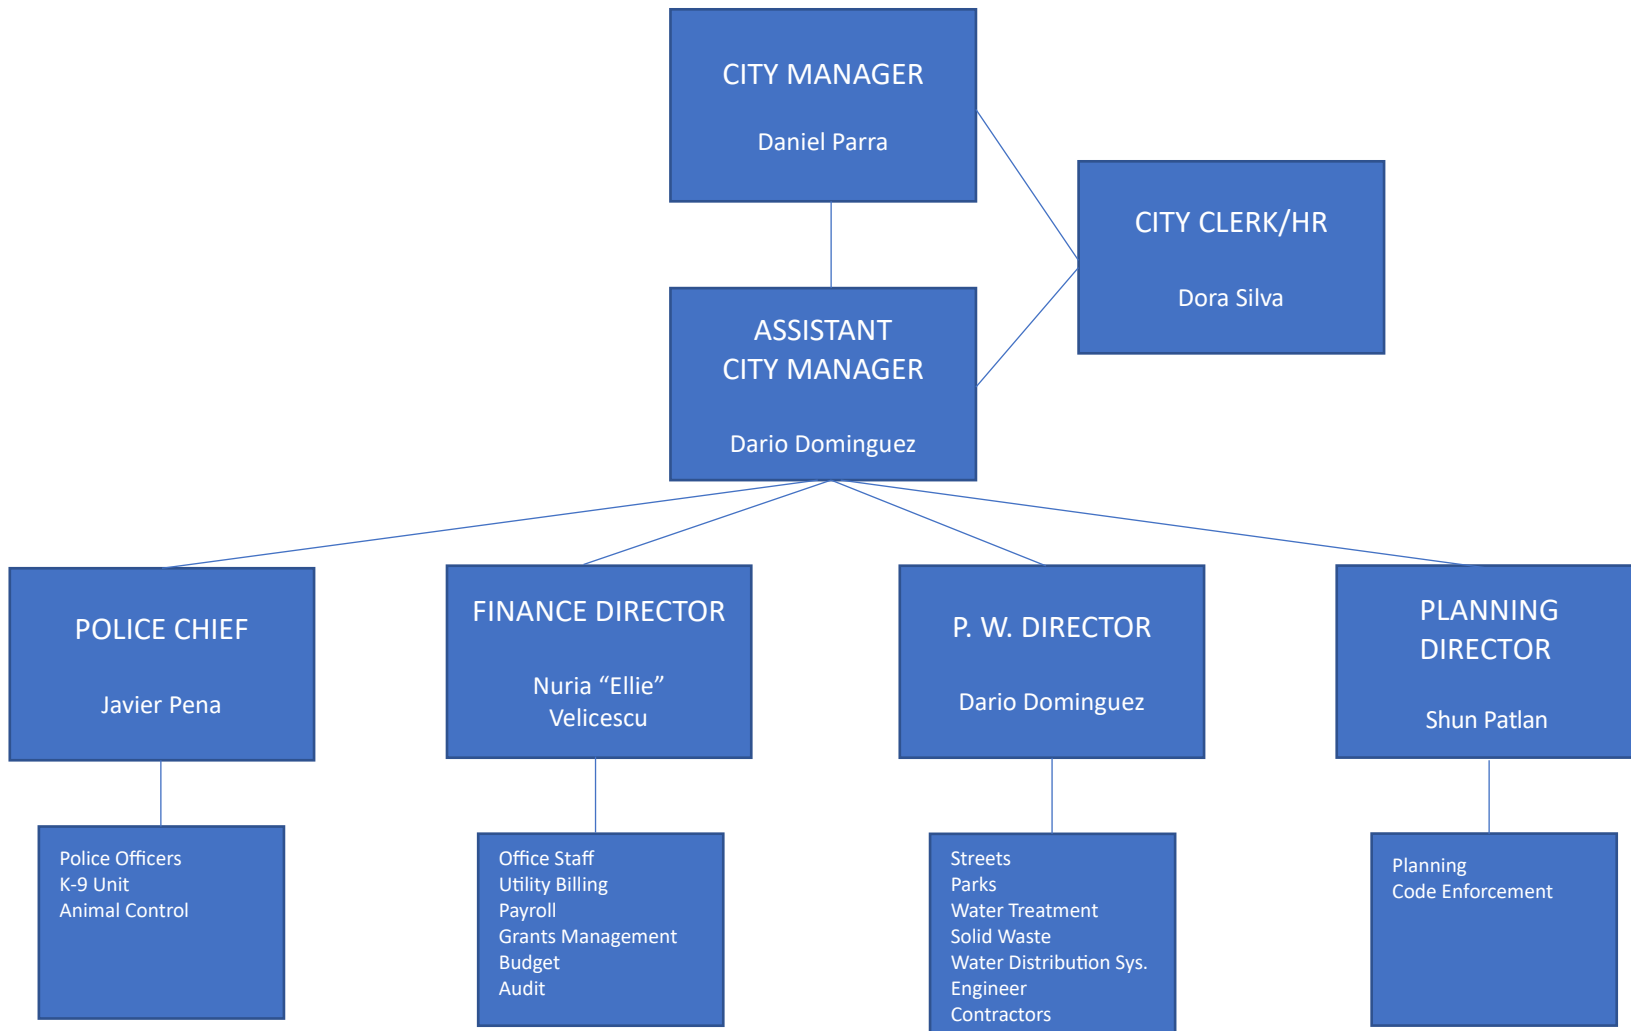 CITY MANAGER
Daniel Parra
CITY CLERK/HR
Dora Silva
ASSISTANT
CITY MANAGER
Dario Dominguez
POLICE CHIEF
Javier Pena
FINANCE DIRECTOR
Nuria “Ellie”
Velicescu
P. W. DIRECTOR
Dario Dominguez
PLANNING
DIRECTOR
Shun Patlan
Police Officers
K-9 Unit
Animal Control
Office Staff
Utility Billing
Payroll
Grants Management
Budget
Audit
Streets
Parks
Water Treatment
Solid Waste
Water Distribution Sys.
Engineer
Contractors
Planning
Code Enforcement